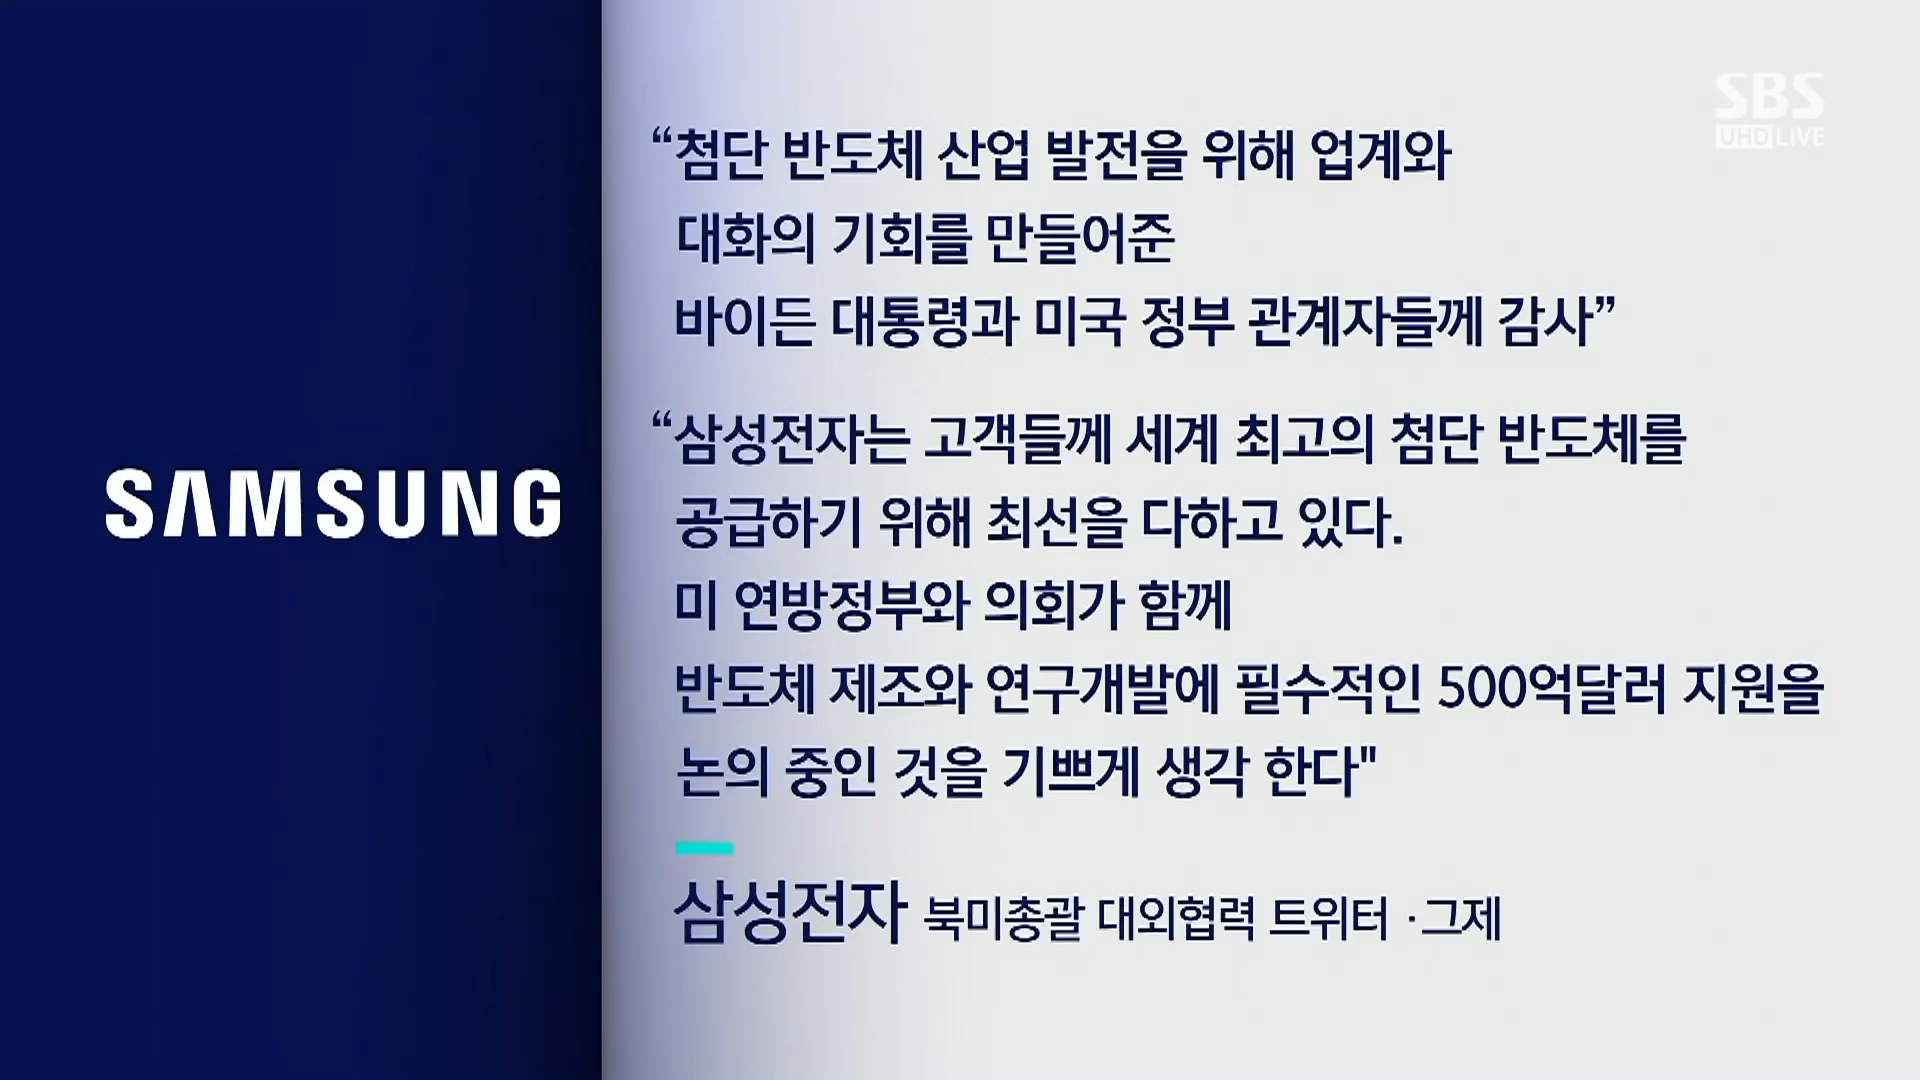 SBS
UHD LIVE
SAMSUNG
“첨단 반도체 산업 발전을 위해 업계와
대화의 기회를 만들어준
바이든 대통령과 미국 정부 관계자들께 감사”
“삼성전자는 고객들께 세계 최고의 첨단 반도체를
공급하기 위해 최선을 다하고 있다.
미 연방정부와 의회가 함께
반도체 제조와 연구개발에 필수적인 500억달러 지원을
논의 중인 것을 기쁘게 생각 한다"
삼성전자 북미총괄 대외협력 트위터 ·그제